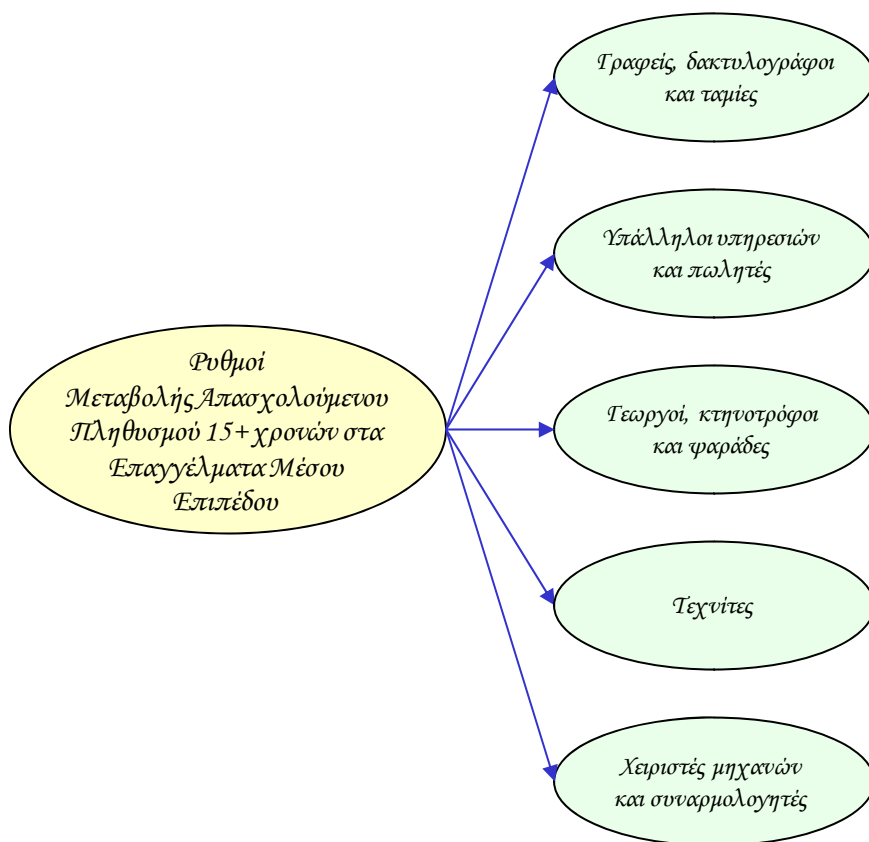 Γραφείς, δακτυλογράφοι
και ταμίες
Υπάλληλοι υπηρεσιών
και πωλητές
Ρυθμοί
Μεταβολής Απασχολούμενου
Πληθυσμού 15+ χρονών στα
Επαγγέλματα Μέσου
Επιπέδου
Γεωργοί, κτηνοτρόφοι
και ψαράδες
Τεχνίτες
Χειριστές μηχανών
και συναρμολογητές